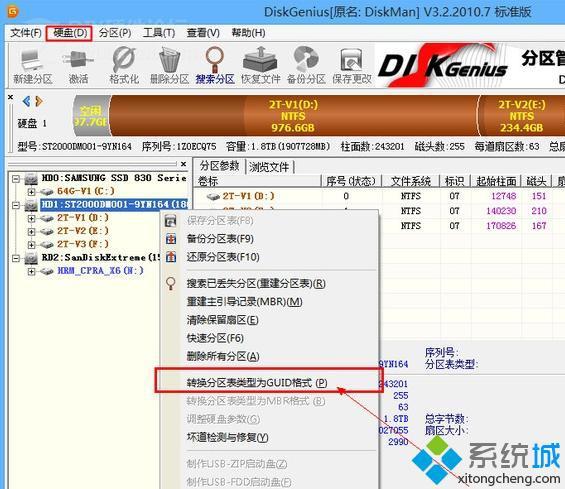 DiskGenius[原名: DiskMan] V3.2.2010.7 标准版
文件(F) 硬盘(D) 分区(P) 工具(T) 查看(V) 帮助(H)
新建分区 激活 格式化 删除分区 搜索分区 恢复文件 备份分区 保存更改
DISKGenius 分区管
硬盘 1
空闲
97.7G
2T-V1(D:)
NTFS
976.6GB
2T-V2(E:)
NTFS
234.4GB
型号:ST2000DM001-9YN164 序列号:1Z0ECQ75 容量:1.8TB(1907728MB) 柱面数:243201 磁头数:255 每道扇区数:63 总
HD0:SAMSUNG SSD 830 Serie
64G-V1(C:)
HD1:ST2000DM001-9YN164(18
2T-V1(D:)
2T-V2(E:)
2T-V3(F:)
RD2:SanDiskExtreme(15
HRM_CPRA_X6(N:)
分区参数 浏览文件
卷标 序号(状态) 文件系统 标识 起始柱面 磁头
2T-V1(D:) 0 NTFS 07 12748 151
NTFS 07 140230 210
NTFS 07 170826 167
保存分区表(F8)
备份分区表(F9)
还原分区表(F10)
搜索已丢失分区(重建分区表)(R)
重建主引导记录(MBR)(M)
清除保留扇区(E)
快速分区(F6)
删除所有分区(A)
转换分区表类型为GUID格式 (P)
转换分区表类型为MBR格式 (B)
调整硬盘参数(G)
坏道检测与修复(Y)
制作USB-ZIP启动盘(Z)
制作USB-FDD启动盘(F)
序列号:
9YN164 分区表类型:
243201
255
63
1.8TB 总字节数:
027055 扇区大小:
2990
系统城
xitongcheng.com